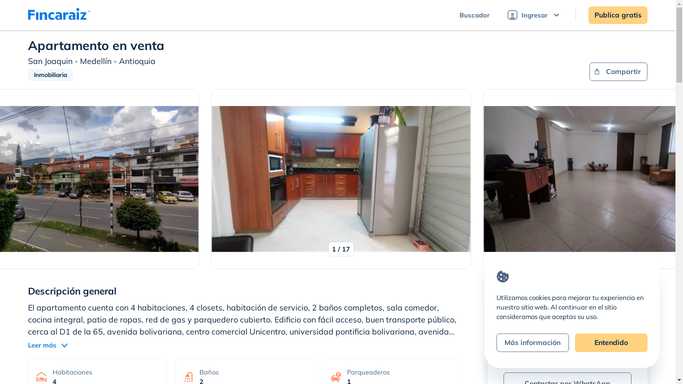 Fincaraiz
Buscador
Ingresar
Publica gratis
Apartamento en venta
San Joaquin - Medellín - Antioquia
Inmobiliaria
Compartir
1 / 17
Descripción general
El apartamento cuenta con 4 habitaciones, 4 closets, habitación de servicio, 2 baños completos, sala comedor,
cocina integral, patio de ropas, red de gas y parqueadero cubierto. Edificio con fácil acceso, buen transporte público,
cerca al D1 de la 65, avenida bolivariana, centro comercial Unicentro, universidad pontificia bolivariana, avenida...
Leer más
Habitaciones
4
Baños
2
Parqueaderos
1
Utilizamos cookies para mejorar tu experiencia en
nuestro sitio web. Al continuar en el sitio
consideramos que aceptas su uso.
Más información
Entendido
Contactar por WhatsApp